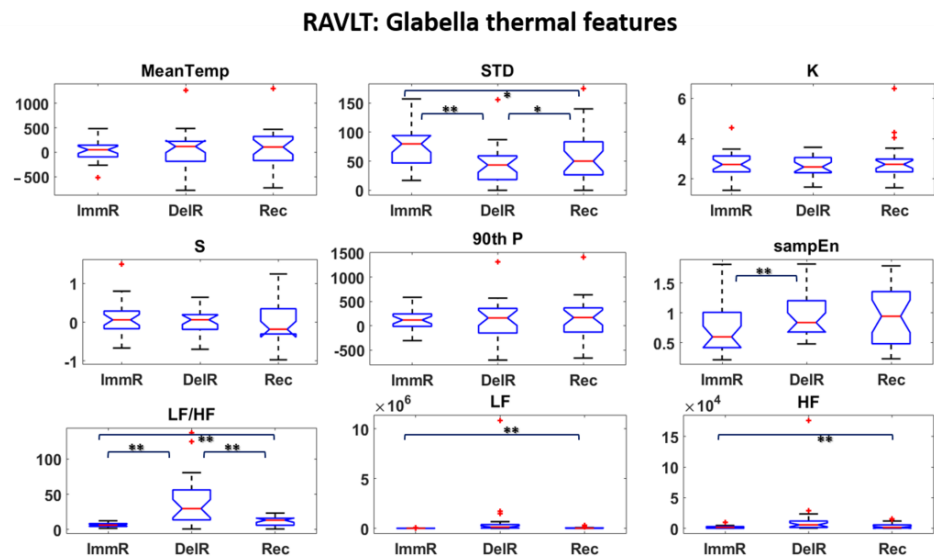 RAVLT: Glabella thermal features
MeanTemp
1000
500
0
-500
ImmR DelR Rec
STD
150
100
50
0
*
** *
ImmR DelR Rec
K
6
4
2
ImmR DelR Rec
S
1
0
-1
ImmR DelR Rec
90th P
1500
1000
500
0
-500
ImmR DelR Rec
sampEn
1.5
1
0.5
**
ImmR DelR Rec
LF/HF
100
50
0
**
** **
ImmR DelR Rec
LF
×10⁶
10
5
0
**
ImmR DelR Rec
HF
×10⁴
15
10
5
0
**
ImmR DelR Rec